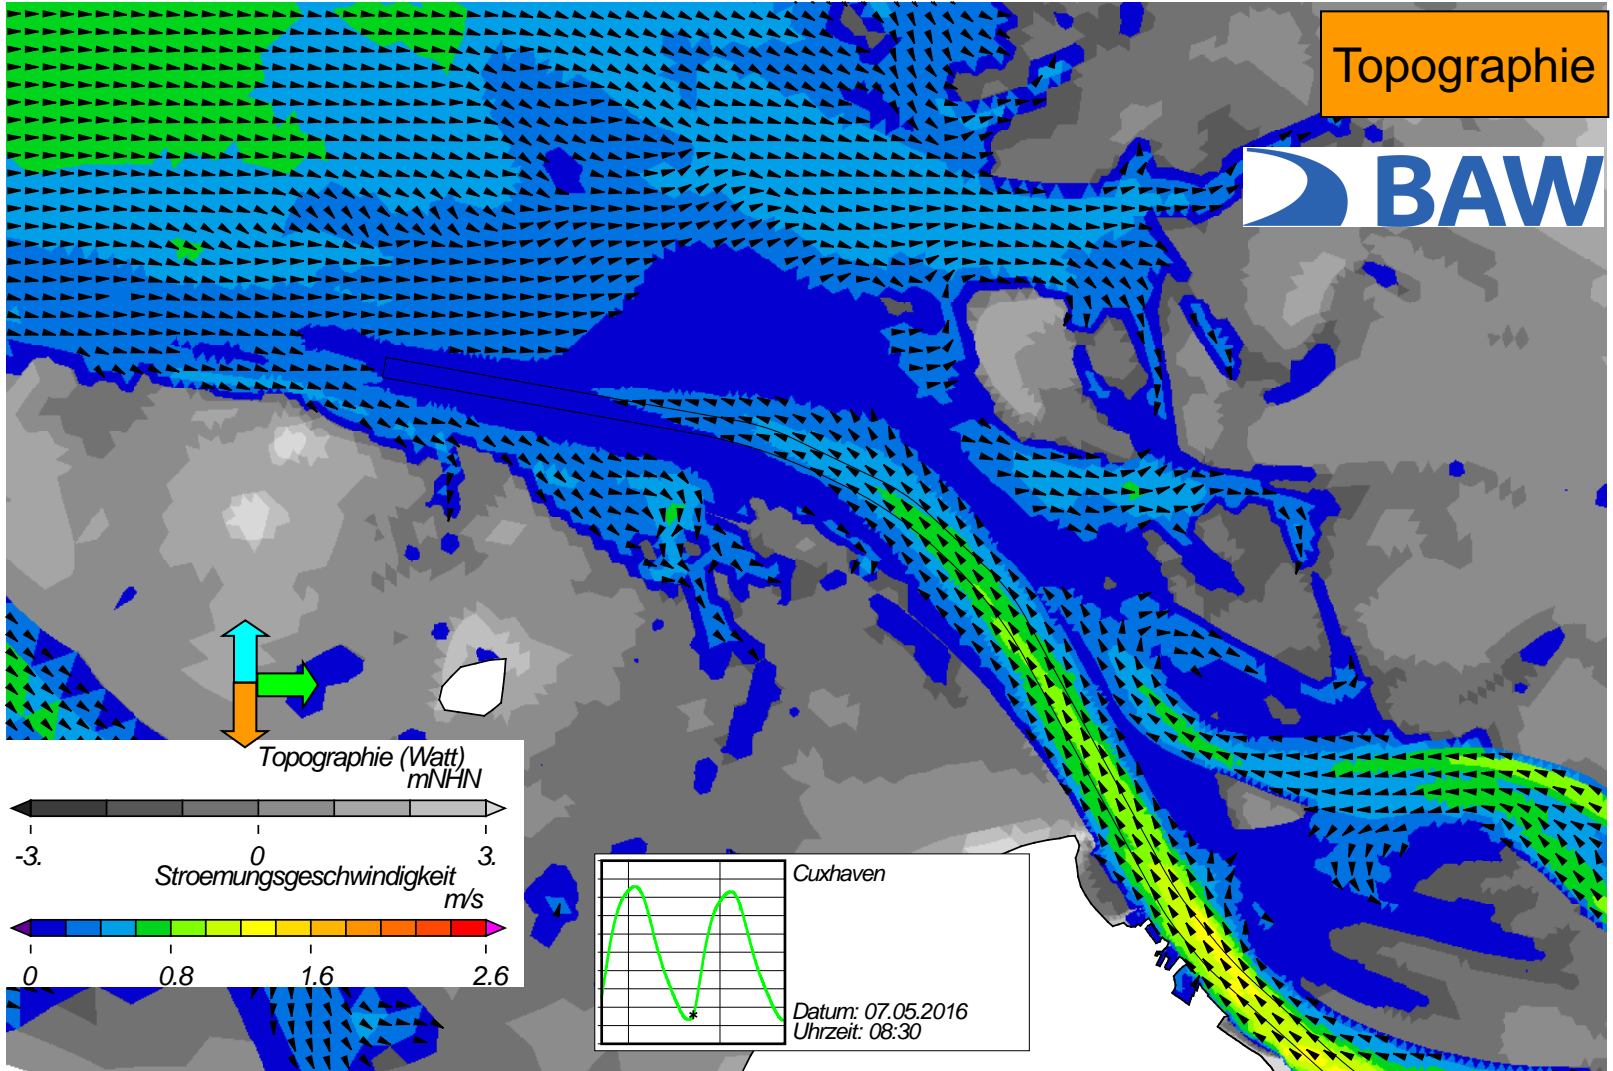 Topographie
BAW
Topographie (Watt)
mNHN
-3. 0 3.
Stroemungsgeschwindigkeit
m/s
0 0.8 1.6 2.6
Cuxhaven
Datum: 07.05.2016
Uhrzeit: 08:30